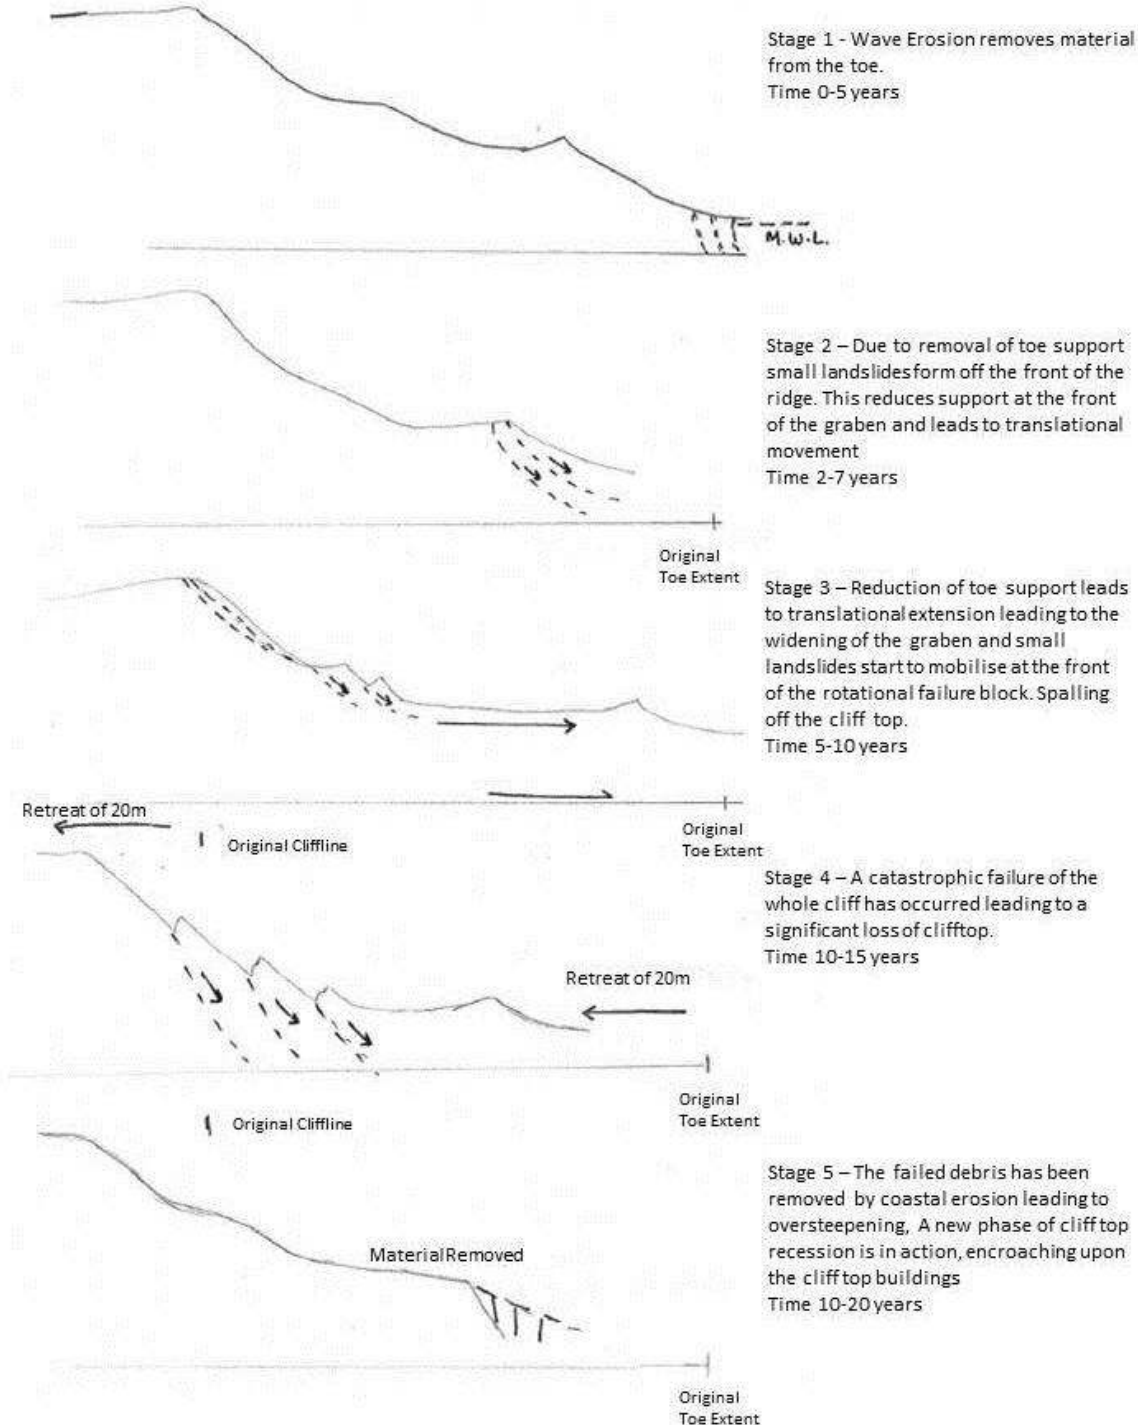 Stage 1 - Wave Erosion removes material
from the toe.
Time 0-5 years
M.W.L.
Stage 2 – Due to removal of toe support
small landslides form off the front of the
ridge. This reduces support at the front
of the graben and leads to translational
movement
Time 2-7 years
Original
Toe Extent
Stage 3 – Reduction of toe support leads
to translational extension leading to the
widening of the graben and small
landslides start to mobilise at the front
of the rotational failure block. Spalling
off the cliff top.
Time 5-10 years
Retreat of 20m
Original Cliffline
Original
Toe Extent
Stage 4 – A catastrophic failure of the
whole cliff has occurred leading to a
significant loss of clifftop.
Time 10-15 years
Retreat of 20m
Original
Toe Extent
Original Cliffline
Stage 5 – The failed debris has been
removed by coastal erosion leading to
oversteepening, A new phase of cliff top
recession is in action, encroaching upon
the cliff top buildings
Time 10-20 years
Material Removed
Original
Toe Extent